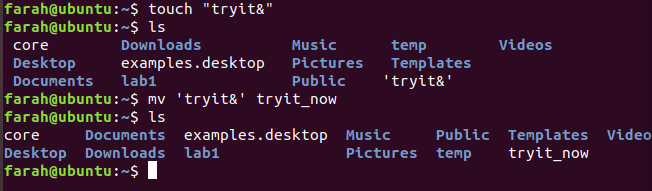 farah@ubuntu:~$ touch "tryit&"
farah@ubuntu:~$ ls
core Downloads Music temp Videos
Desktop examples.desktop Pictures Templates
Documents lab1 Public 'tryit&'
farah@ubuntu:~$ mv 'tryit&' tryit_now
farah@ubuntu:~$ ls
core Documents examples.desktop Music Public Templates Video
Desktop Downloads lab1 Pictures temp tryit_now
farah@ubuntu:~$